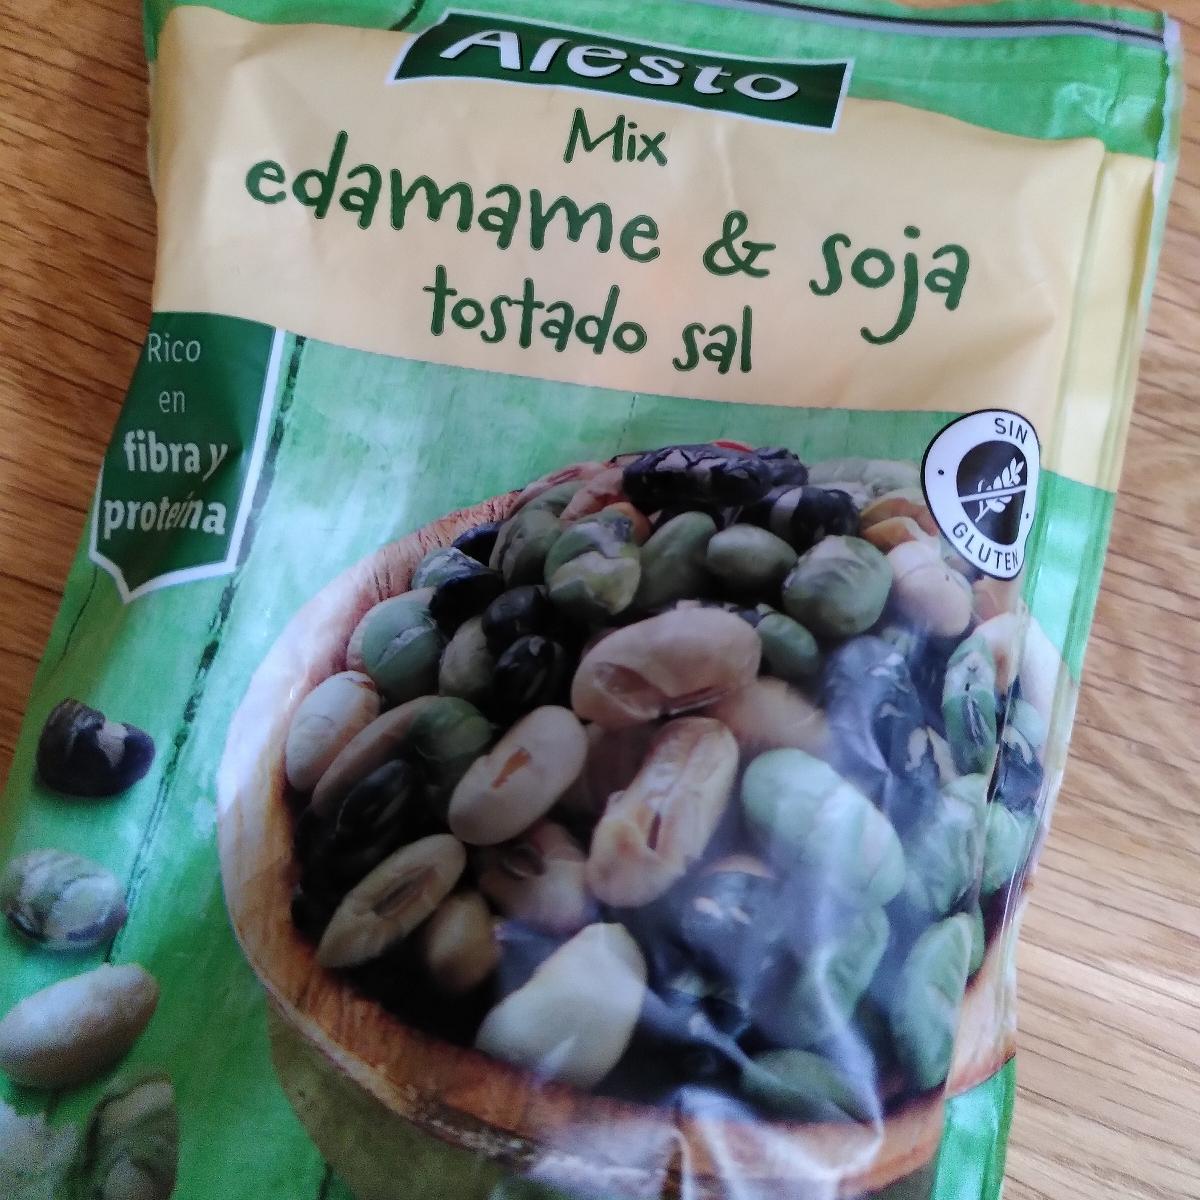 Alesto
Mix
edamame & soja
tostado sal
Rico
en
fibra y
proteína
SIN
GLUTEN